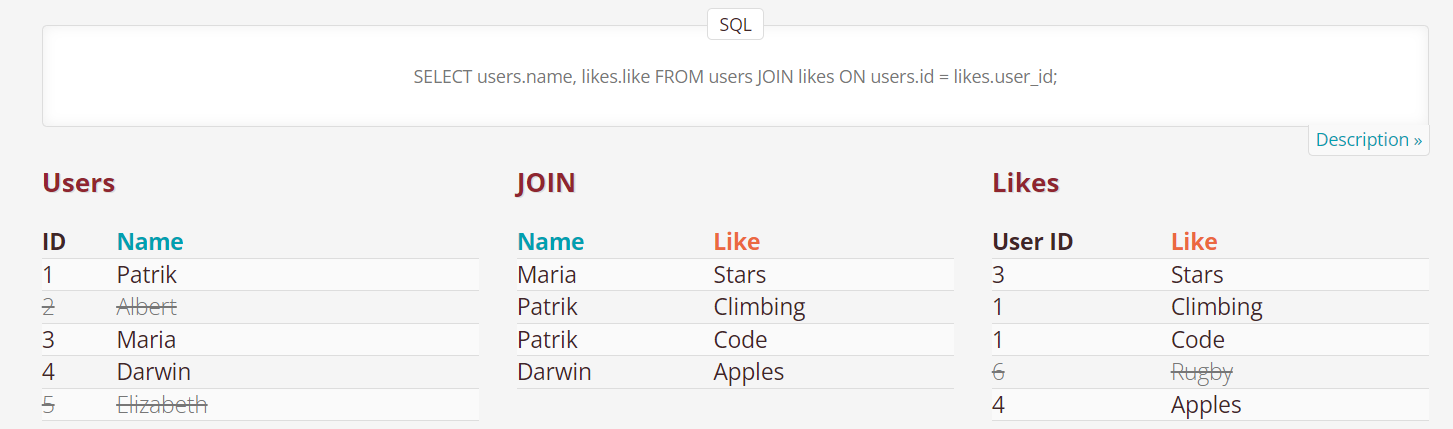 SQL
SELECT users.name, likes.like FROM users JOIN likes ON users.id = likes.user_id;
Description »
Users
ID Name
1 Patrik
2 Albert
3 Maria
4 Darwin
5 Elizabeth
JOIN
Name Like
Maria Stars
Patrik Climbing
Patrik Code
Darwin Apples
Likes
User ID Like
3 Stars
1 Climbing
1 Code
6 Rugby
4 Apples